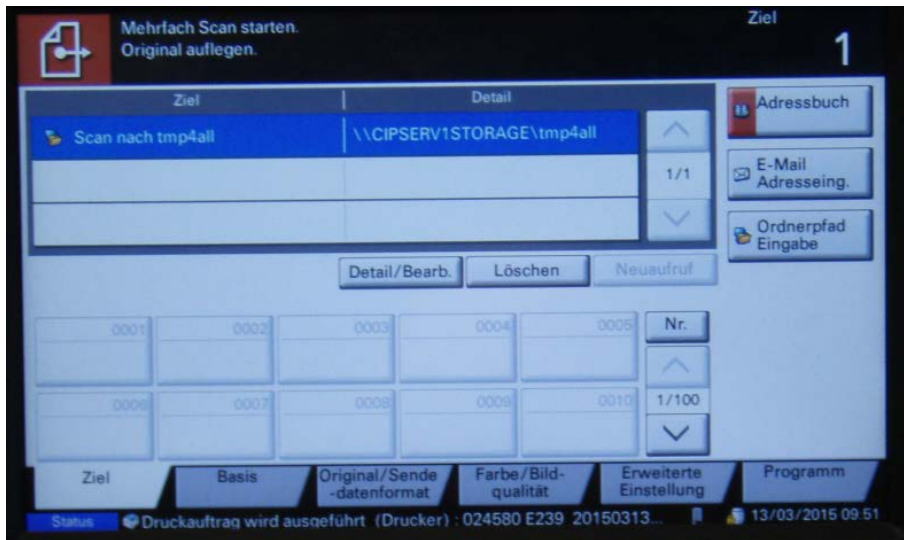 Mehrfach Scan starten.
Original auflegen.
Ziel
1
Ziel
Detail
Scan nach tmp4all
\\CIPSERV1STORAGE\tmp4all
1/1
Adressbuch
E-Mail
Adresseing.
Ordnerpfad
Eingabe
Detail/Bearb.
Löschen
Neuaufruf
0001
0002
0003
0004
0005
Nr.
0006
0007
0008
0009
0010
1/100
Ziel
Basis
Original/Sende
-datenformat
Farbe/Bild-
qualität
Erweiterte
Einstellung
Programm
Status
Druckauftrag wird ausgeführt (Drucker) : 024580 E239 20150313...
13/03/2015 09:51